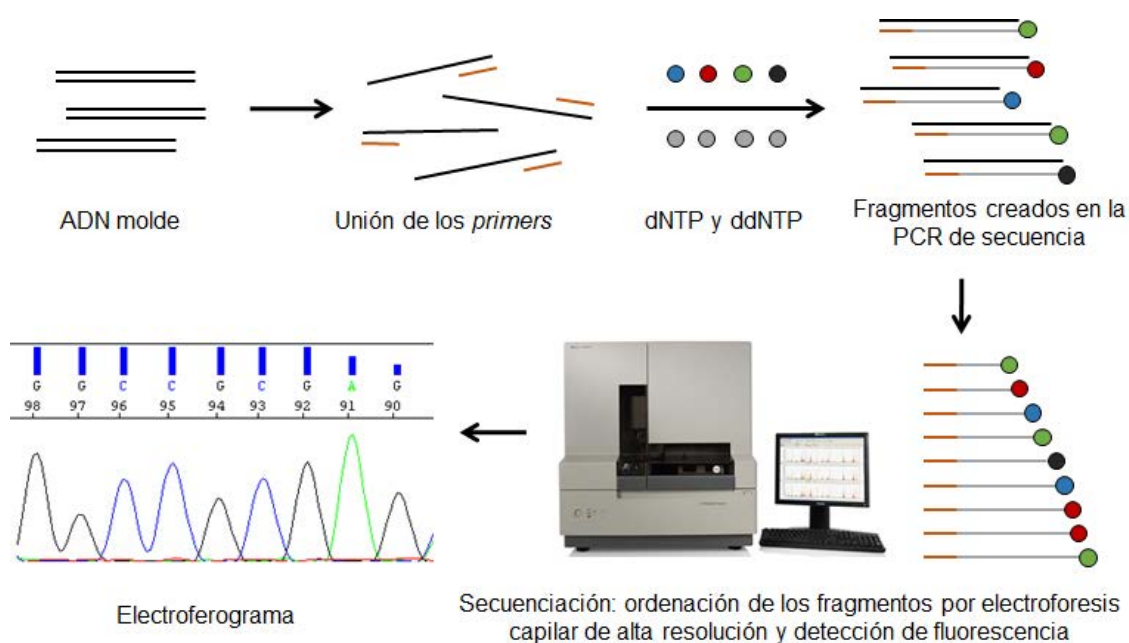 ADN molde
Unión de los primers
dNTP y ddNTP
Fragmentos creados en la
PCR de secuencia
G G C C G C G A G
98 97 96 95 94 93 92 91 90
Electroferograma
Secuenciación: ordenación de los fragmentos por electroforesis
capilar de alta resolución y detección de fluorescencia